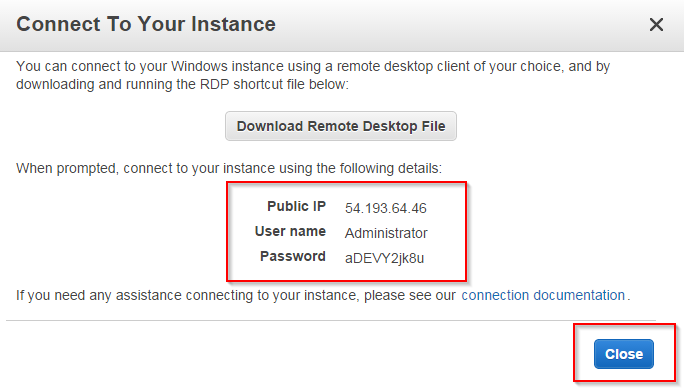 Connect To Your Instance
You can connect to your Windows instance using a remote desktop client of your choice, and by
downloading and running the RDP shortcut file below:
Download Remote Desktop File
When prompted, connect to your instance using the following details:
Public IP 54.193.64.46
User name Administrator
Password aDEVY2jk8u
If you need any assistance connecting to your instance, please see our connection documentation.
Close